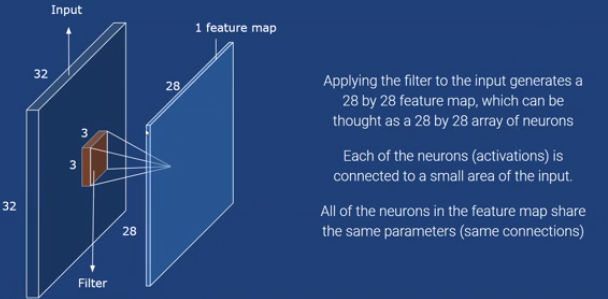 Input
1 feature map
32
28
3
3
32
28
Filter
Applying the filter to the input generates a
28 by 28 feature map, which can be
thought as a 28 by 28 array of neurons
Each of the neurons (activations) is
connected to a small area of the input.
All of the neurons in the feature map share
the same parameters (same connections)